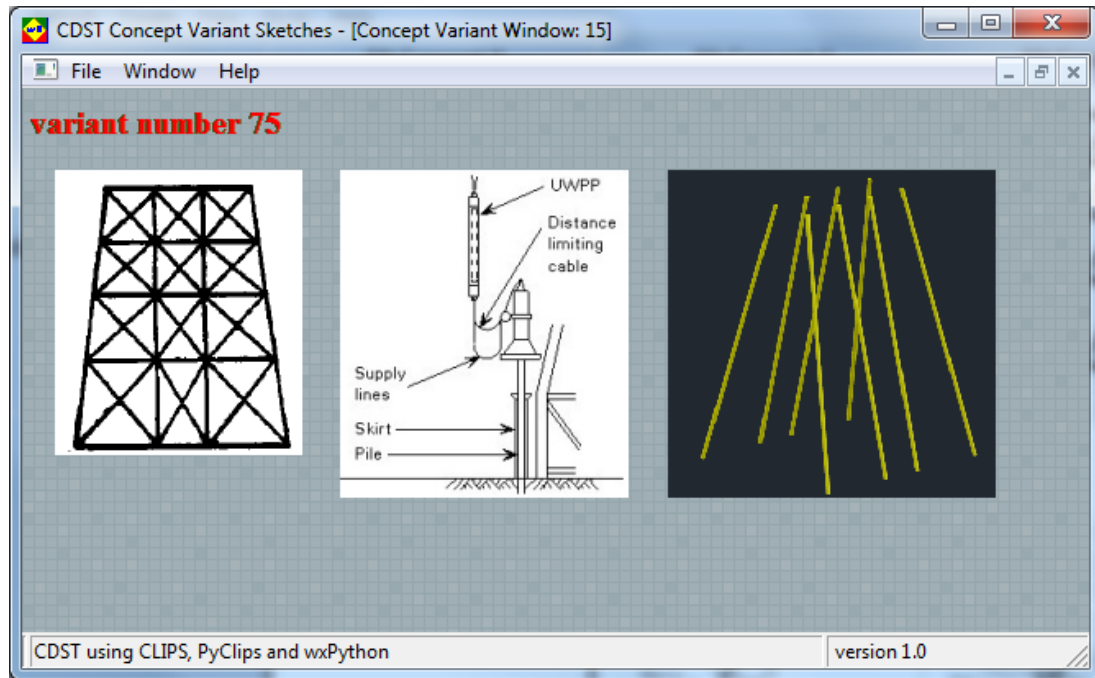 CDST Concept Variant Sketches - [Concept Variant Window: 15]
File Window Help
variant number 75
UWPP
Distance
limiting
cable
Supply
lines
Skirt
Pile
CDST using CLIPS, PyClips and wxPython
version 1.0